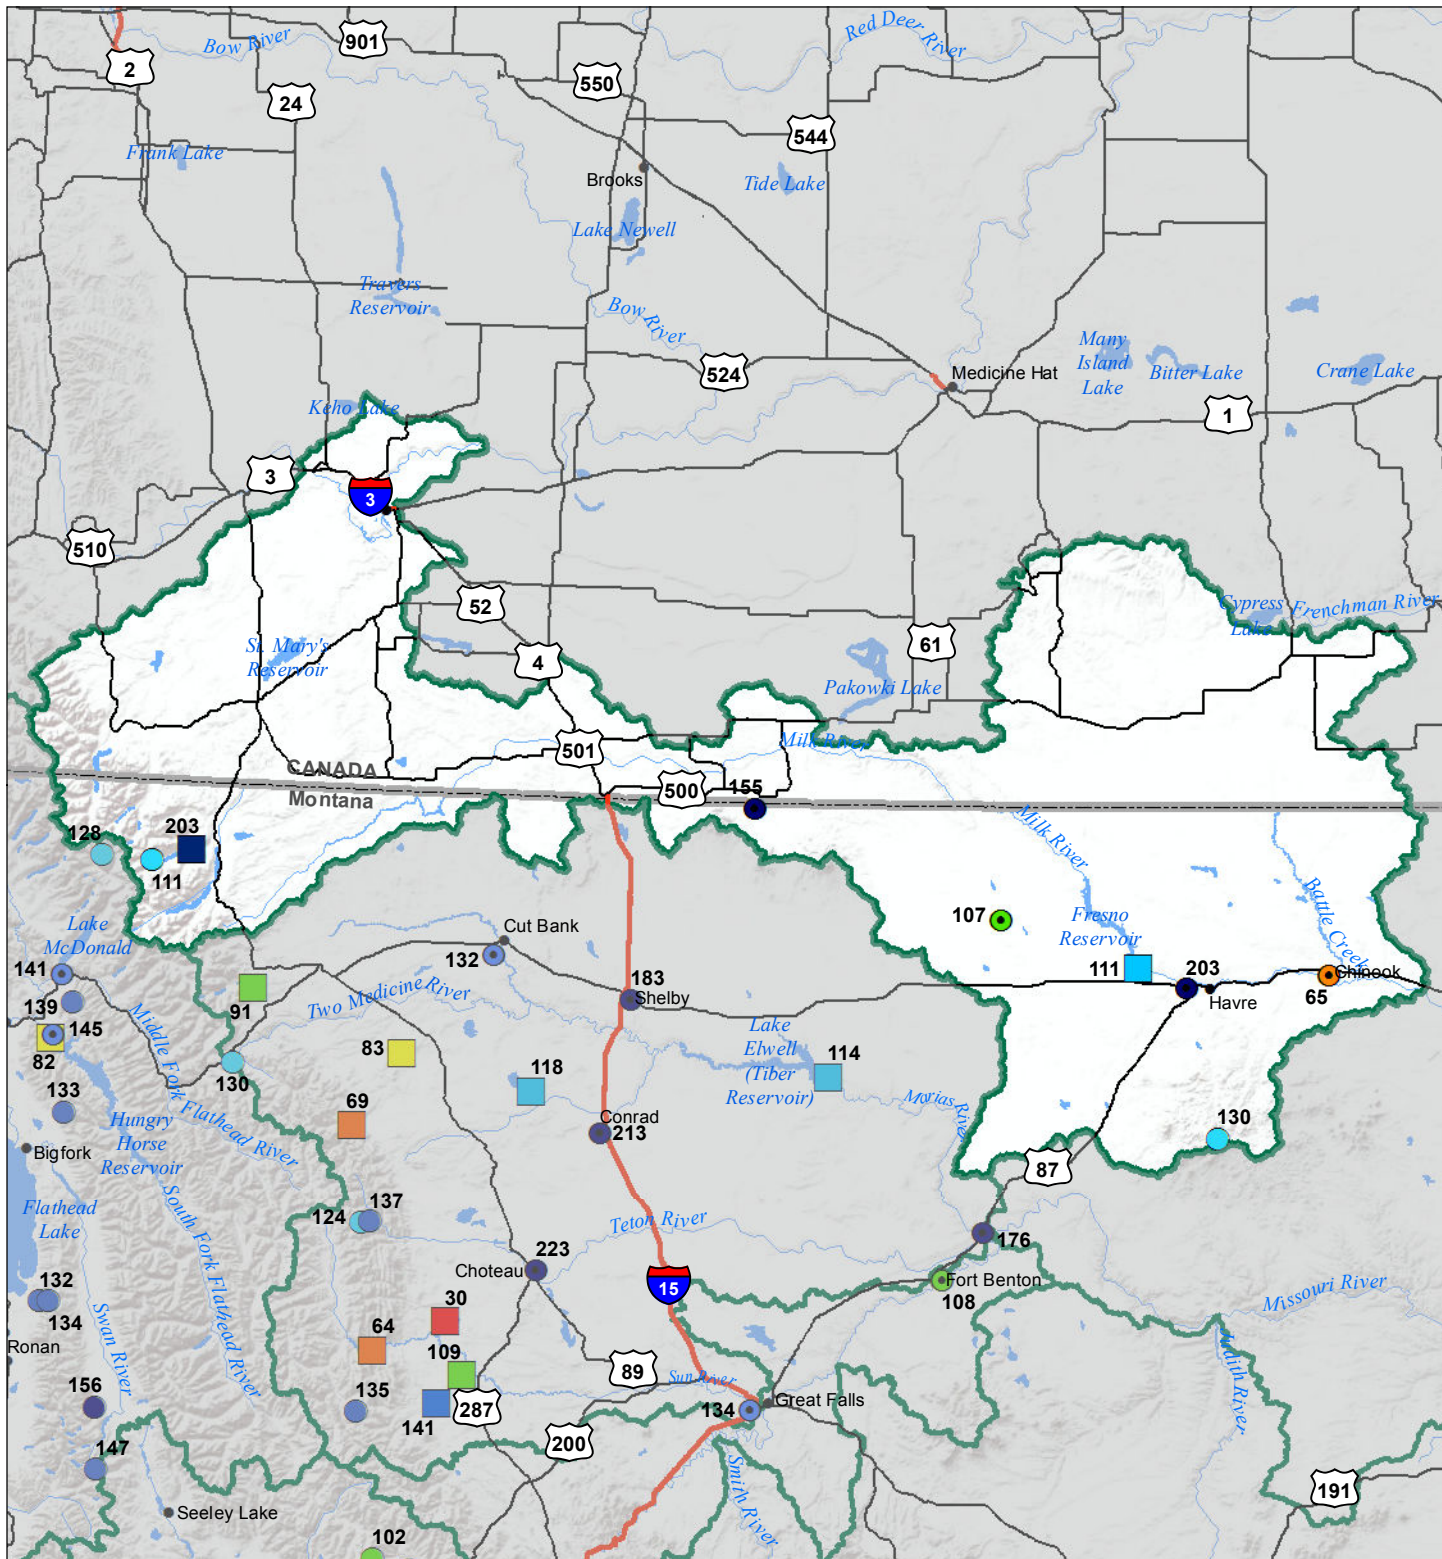 Bow River
901
Red Deer
River
2
550
24
544
Frank Lake
Brooks
Tide Lake
Lake Newell
Travers
Reservoir
Bow River
Many
Island
Lake
524
Medicine Hat
Bitter Lake
Crane Lake
Keho Lake
1
3
3
510
52
Cypress
Lake
Frenchman River
St. Mary's
Reservoir
4
61
Pakowki Lake
Milk River
501
CANADA
Montana
500
155
128
203
111
Milk River
Battle Creek
107
Fresno
Reservoir
Lake
McDonald
Cut Bank
132
141
111
203
Havre
Chinook
65
183
Shelby
91
Two Medicine River
139
145
82
Middle Fork
Flathead River
83
Lake
Elwell
(Tiber
Reservoir)
130
118
114
133
69
Marias River
Hungry
Horse
Reservoir
Conrad
213
130
Bigfork
87
South Fork Flathead River
Flathead
Lake
124
137
Teton River
176
223
Choteau
Fort Benton
108
15
Missouri River
132
134
Swan River
30
64
Ronan
109
Judith River
89
Sun River
156
135
141
287
134
Great Falls
200
147
Smith River
191
Seeley Lake
102